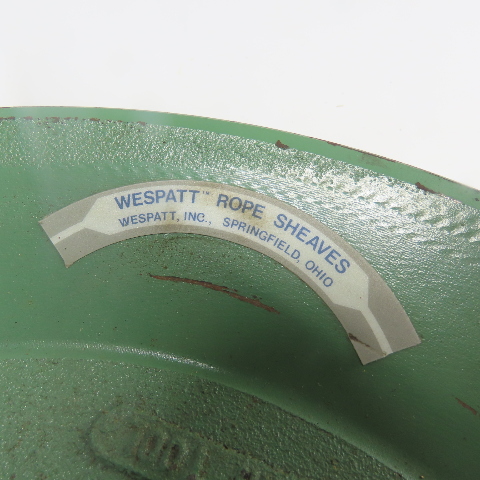 WESPATT™ ROPE SHEAVES
WESPATT, INC., SPRINGFIELD, OHIO